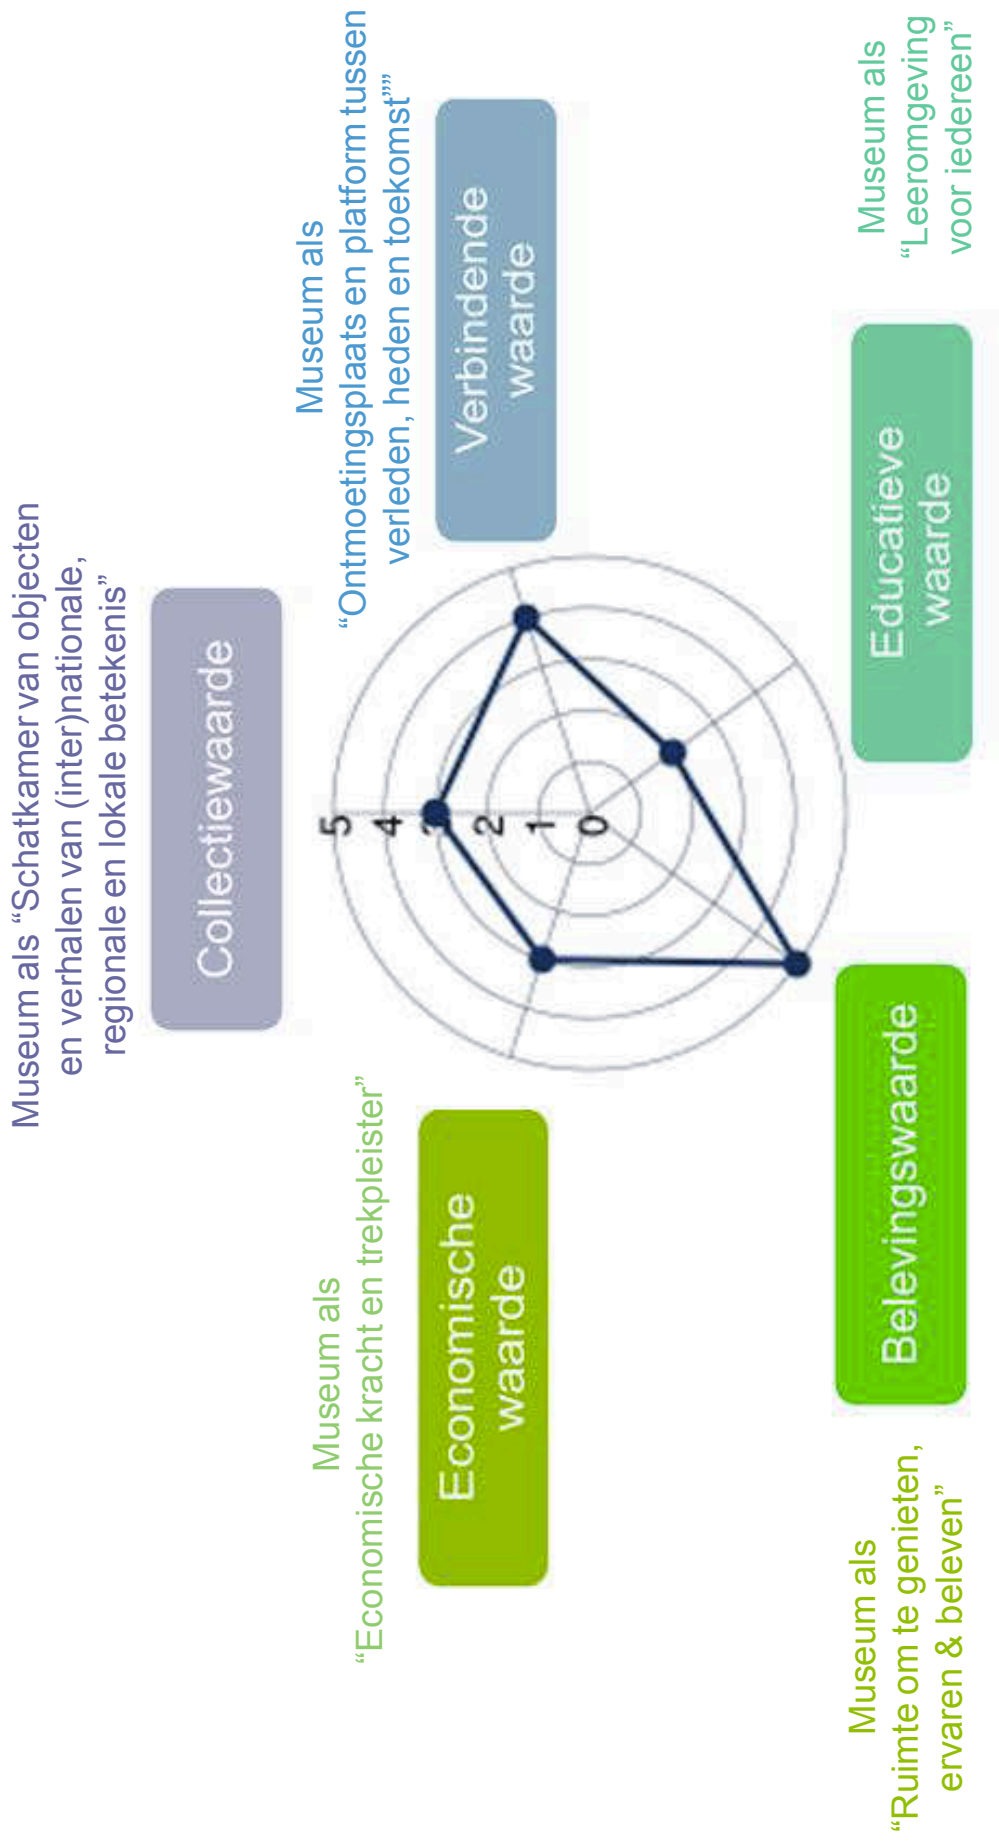 Museum als “Schatkamer van objecten
en verhalen van (inter)nationale,
regionale en lokale betekenis”
Collectiewaarde
Museum als
“Economische kracht en trekpleister”
Economische
waarde
Museum als
“Ontmoetingsplaats en platform tussen
verleden, heden en toekomst””
Verbindende
waarde
5
4
3
2
1
0
Museum als
“Ruimte om te genieten,
ervaren & beleven”
Belevingswaarde
Educatieve
waarde
Museum als
“Leeromgeving
voor iedereen”